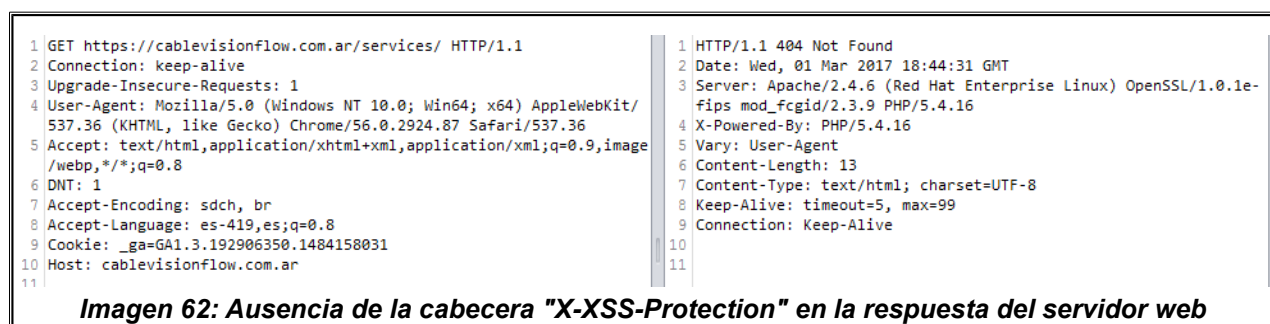 1 GET https://cablevisionflow.com.ar/services/ HTTP/1.1
2 Connection: keep-alive
3 Upgrade-Insecure-Requests: 1
4 User-Agent: Mozilla/5.0 (Windows NT 10.0; Win64; x64) AppleWebKit/
537.36 (KHTML, like Gecko) Chrome/56.0.2924.87 Safari/537.36
5 Accept: text/html,application/xhtml+xml,application/xml;q=0.9,image
/webp,*/*;q=0.8
6 DNT: 1
7 Accept-Encoding: sdch, br
8 Accept-Language: es-419,es;q=0.8
9 Cookie: _ga=GA1.3.192906350.1484158031
10 Host: cablevisionflow.com.ar
11
1 HTTP/1.1 404 Not Found
2 Date: Wed, 01 Mar 2017 18:44:31 GMT
3 Server: Apache/2.4.6 (Red Hat Enterprise Linux) OpenSSL/1.0.1e-
fips mod_fcgid/2.3.9 PHP/5.4.16
4 X-Powered-By: PHP/5.4.16
5 Vary: User-Agent
6 Content-Length: 13
7 Content-Type: text/html; charset=UTF-8
8 Keep-Alive: timeout=5, max=99
9 Connection: Keep-Alive
10
11
Imagen 62: Ausencia de la cabecera "X-XSS-Protection" en la respuesta del servidor web